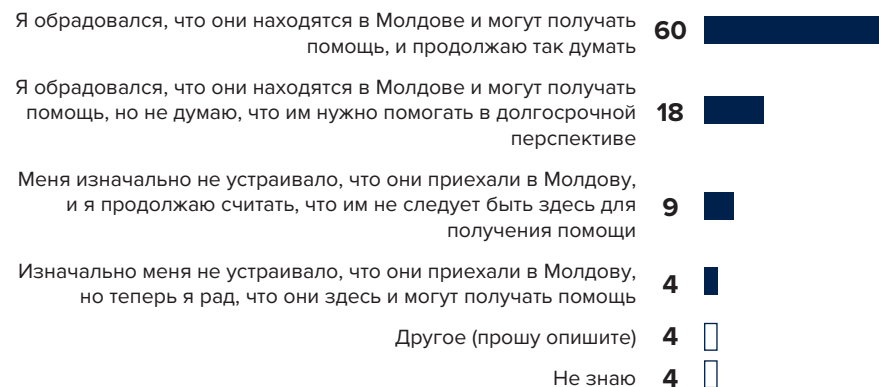 Я обрадовался, что они находятся в Молдове и могут получать
помощь, и продолжаю так думать
60
Я обрадовался, что они находятся в Молдове и могут получать
помощь, но не думаю, что им нужно помогать в долгосрочной
перспективе
18
Меня изначально не устраивало, что они приехали в Молдову,
и я продолжаю считать, что им не следует быть здесь для
получения помощи
9
Изначально меня не устраивало, что они приехали в Молдову,
но теперь я рад, что они здесь и могут получать помощь
4
Другое (прошу опишите) 4
Не знаю 4